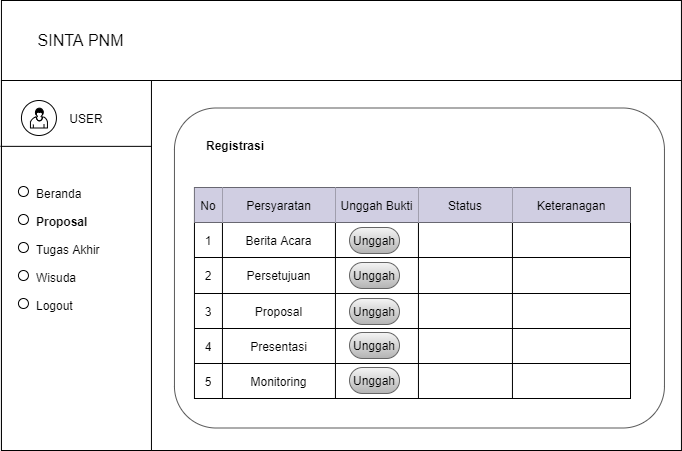 SINTA PNM
USER
Beranda
Proposal
Tugas Akhir
Wisuda
Logout
Registrasi
No Persyaratan Unggah Bukti Status Keteranagan
1 Berita Acara Unggah
2 Persetujuan Unggah
3 Proposal Unggah
4 Presentasi Unggah
5 Monitoring Unggah